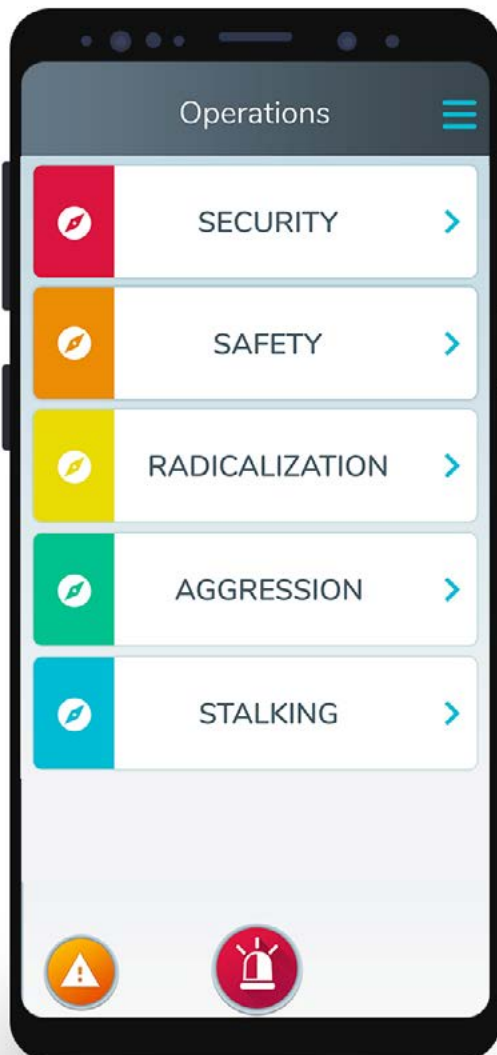 Operations
SECURITY
SAFETY
RADICALIZATION
AGGRESSION
STALKING